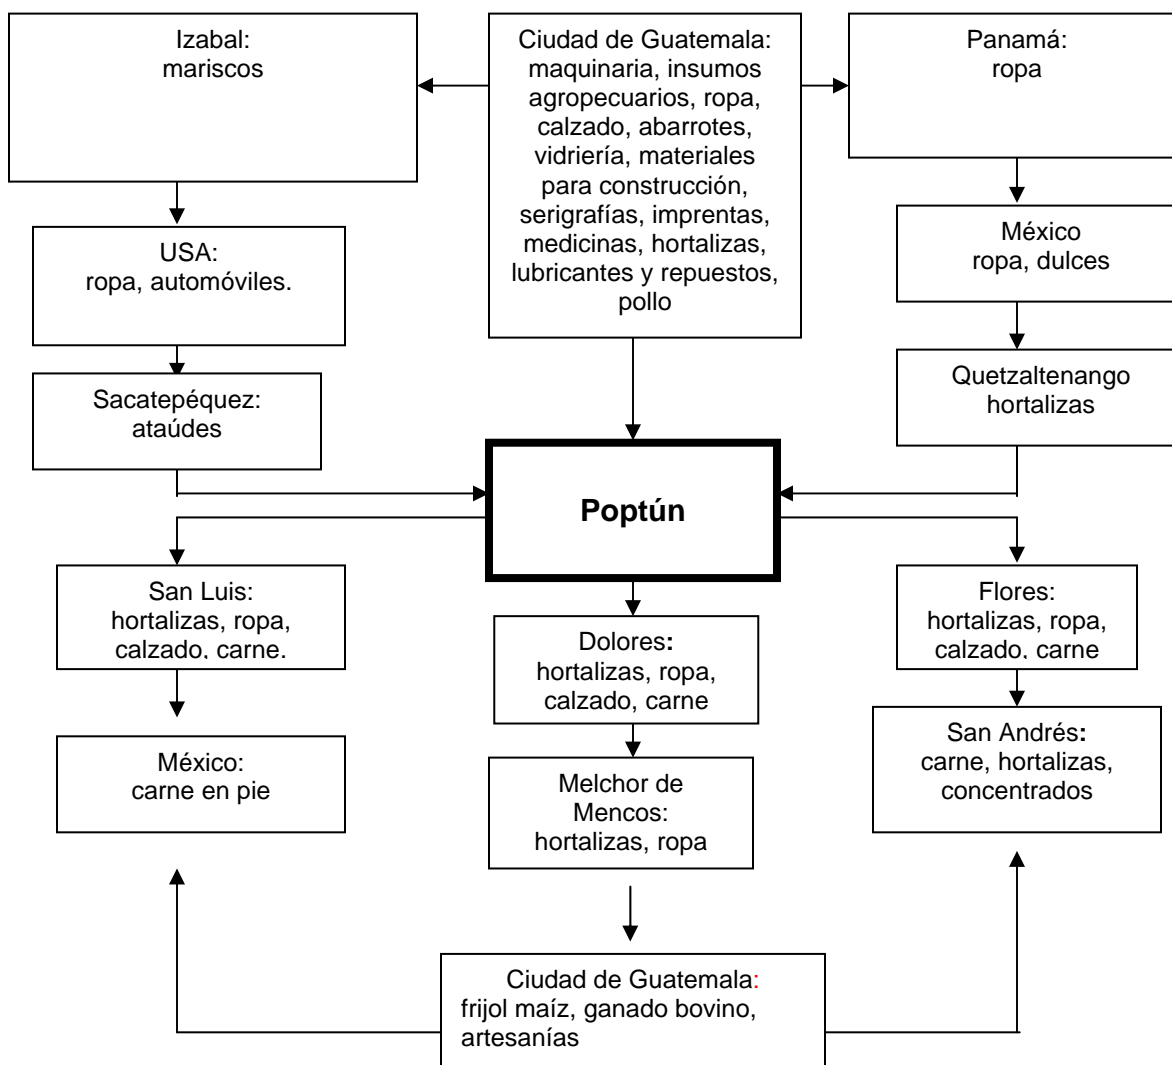 Izabal:
mariscos
Ciudad de Guatemala:
maquinaria, insumos
agropecuarios, ropa,
calzado, abarrotes,
vidriería, materiales
para construcción,
serigrafías, imprentas,
medicinas, hortalizas,
lubricantes y repuestos,
pollo
Panamá:
ropa
USA:
ropa, automóviles.
México
ropa, dulces
Sacatepéquez:
ataúdes
Quetzaltenango
hortalizas
Poptún
San Luis:
hortalizas, ropa,
calzado, carne.
Dolores:
hortalizas, ropa,
calzado, carne
Flores:
hortalizas, ropa,
calzado, carne
México:
carne en pie
Melchor de
Mencos:
hortalizas, ropa
San Andrés:
carne, hortalizas,
concentrados
Ciudad de Guatemala:
frijol maíz, ganado bovino,
artesanías